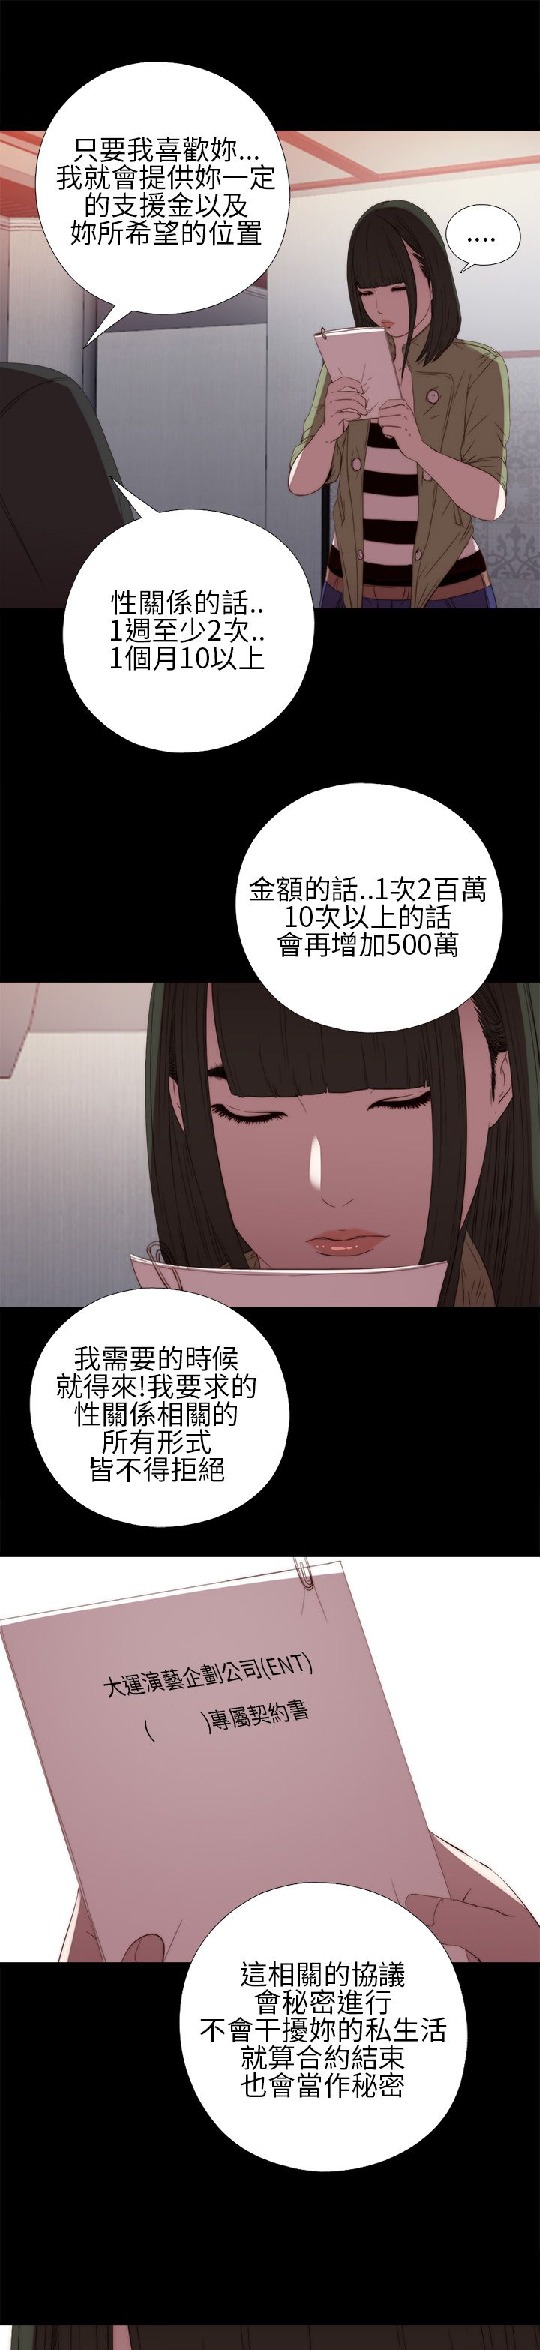 只要我喜歡妳...
我就會提供妳一定
的支援金以及
妳所希望的位置
....
性關係的話..
1週至少2次..
1個月10以上
金額的話..1次2百萬
10次以上的話
會再增加500萬
我需要的時候
就得來!我要求的
性關係相關的
所有形式
皆不得拒絕
大運演藝企劃公司(ENT)
(     )專屬契約書
這相關的協議
會秘密進行
不會干擾妳的私生活
就算合約結束
也會當作秘密